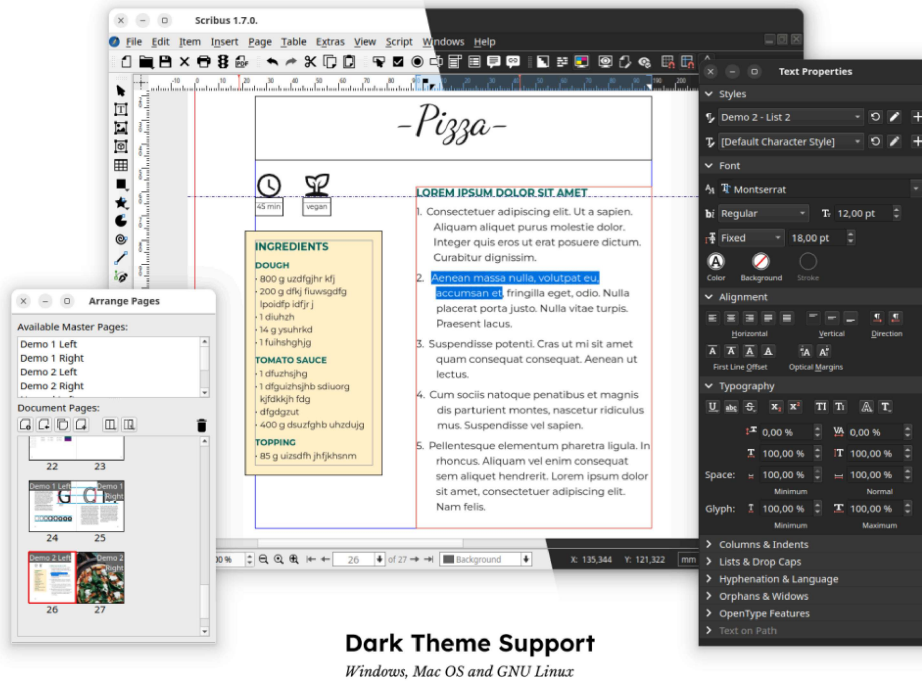 Scribus 1.7.0.
File Edit Item Insert Page Table Extras View Script Windows Help
-Pizza-
45 min
vegan
INGREDIENTS
DOUGH
· 800 g uzdfgjhr kfj
· 200 g dfkj fiuwsgdfg
lpoidfp idfjr j
· 1 diuhzh
· 14 g ysuhrkd
· 1 fuihshghjg
TOMATO SAUCE
· 1 dfuzhsjhg
· 1 dfguizhsjhb sdiuorg
kjfdkkjh fdg
· dfgdgzut
· 400 g dsuzfghb uhzdujg
TOPPING
· 85 g uizsdfh jhfjkhsnm
LOREM IPSUM DOLOR SIT AMET
1. Consectetuer adipiscing elit. Ut a sapien.
Aliquam aliquet purus molestie dolor.
Integer quis eros ut erat posuere dictum.
Curabitur dignissim.
2. Aenean massa nulla, volutpat eu,
accumsan et, fringilla eget, odio. Nulla
placerat porta justo. Nulla vitae turpis.
Praesent lacus.
3. Suspendisse potenti. Cras ut mi sit amet
quam consequat consequat. Aenean ut
lectus.
4. Cum sociis natoque penatibus et magnis
dis parturient montes, nascetur ridiculus
mus. Suspendisse vel sapien.
5. Pellentesque elementum pharetra ligula. In
rhoncus. Aliquam vel enim consequat
sem aliquet hendrerit. Lorem ipsum dolor
sit amet, consectetuer adipiscing elit.
Nam felis.
26 of 27 Background X: 135,344 Y: 121,322 mm
Arrange Pages
Available Master Pages:
Demo 1 Left
Demo 1 Right
Demo 2 Left
Demo 2 Right
Document Pages:
22 23
Demo 1 Left Demo 1 Right
24 25
Demo 2 Left Demo 2 Right
26 27
Text Properties
Styles
Demo 2 - List 2
[Default Character Style]
Font
Montserrat
Regular 12,00 pt
Fixed 18,00 pt
Color Background Stroke
Alignment
Horizontal Vertical Direction
First Line Offset Optical Margins
Typography
0,00 % 0,00 %
100,00 % 100,00 %
Space: 100,00 % 100,00 %
Minimum Normal
Glyph: 100,00 % 100,00 %
Minimum Maximum
Columns & Indents
Lists & Drop Caps
Hyphenation & Language
Orphans & Widows
OpenType Features
Text on Path
Dark Theme Support
Windows, Mac OS and GNU Linux